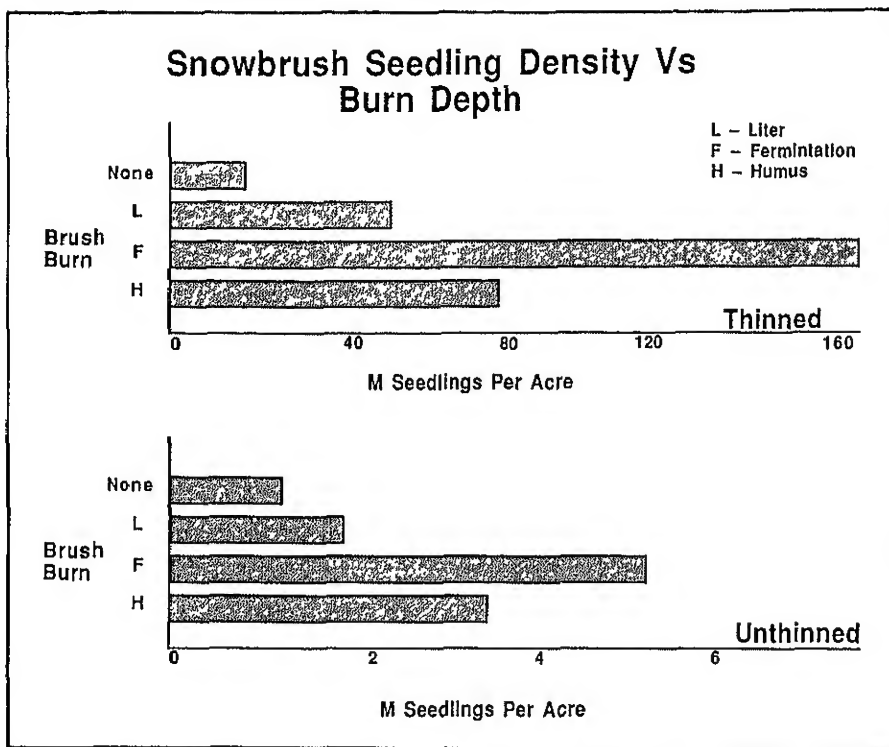 Snowbrush Seedling Density Vs
Burn Depth
L – Liter
F – Fermintation
H – Humus
None
L
Brush
Burn
F
H
Thinned
0 40 80 120 160
M Seedlings Per Acre
None
L
Brush
Burn
F
H
Unthinned
0 2 4 6
M Seedlings Per Acre